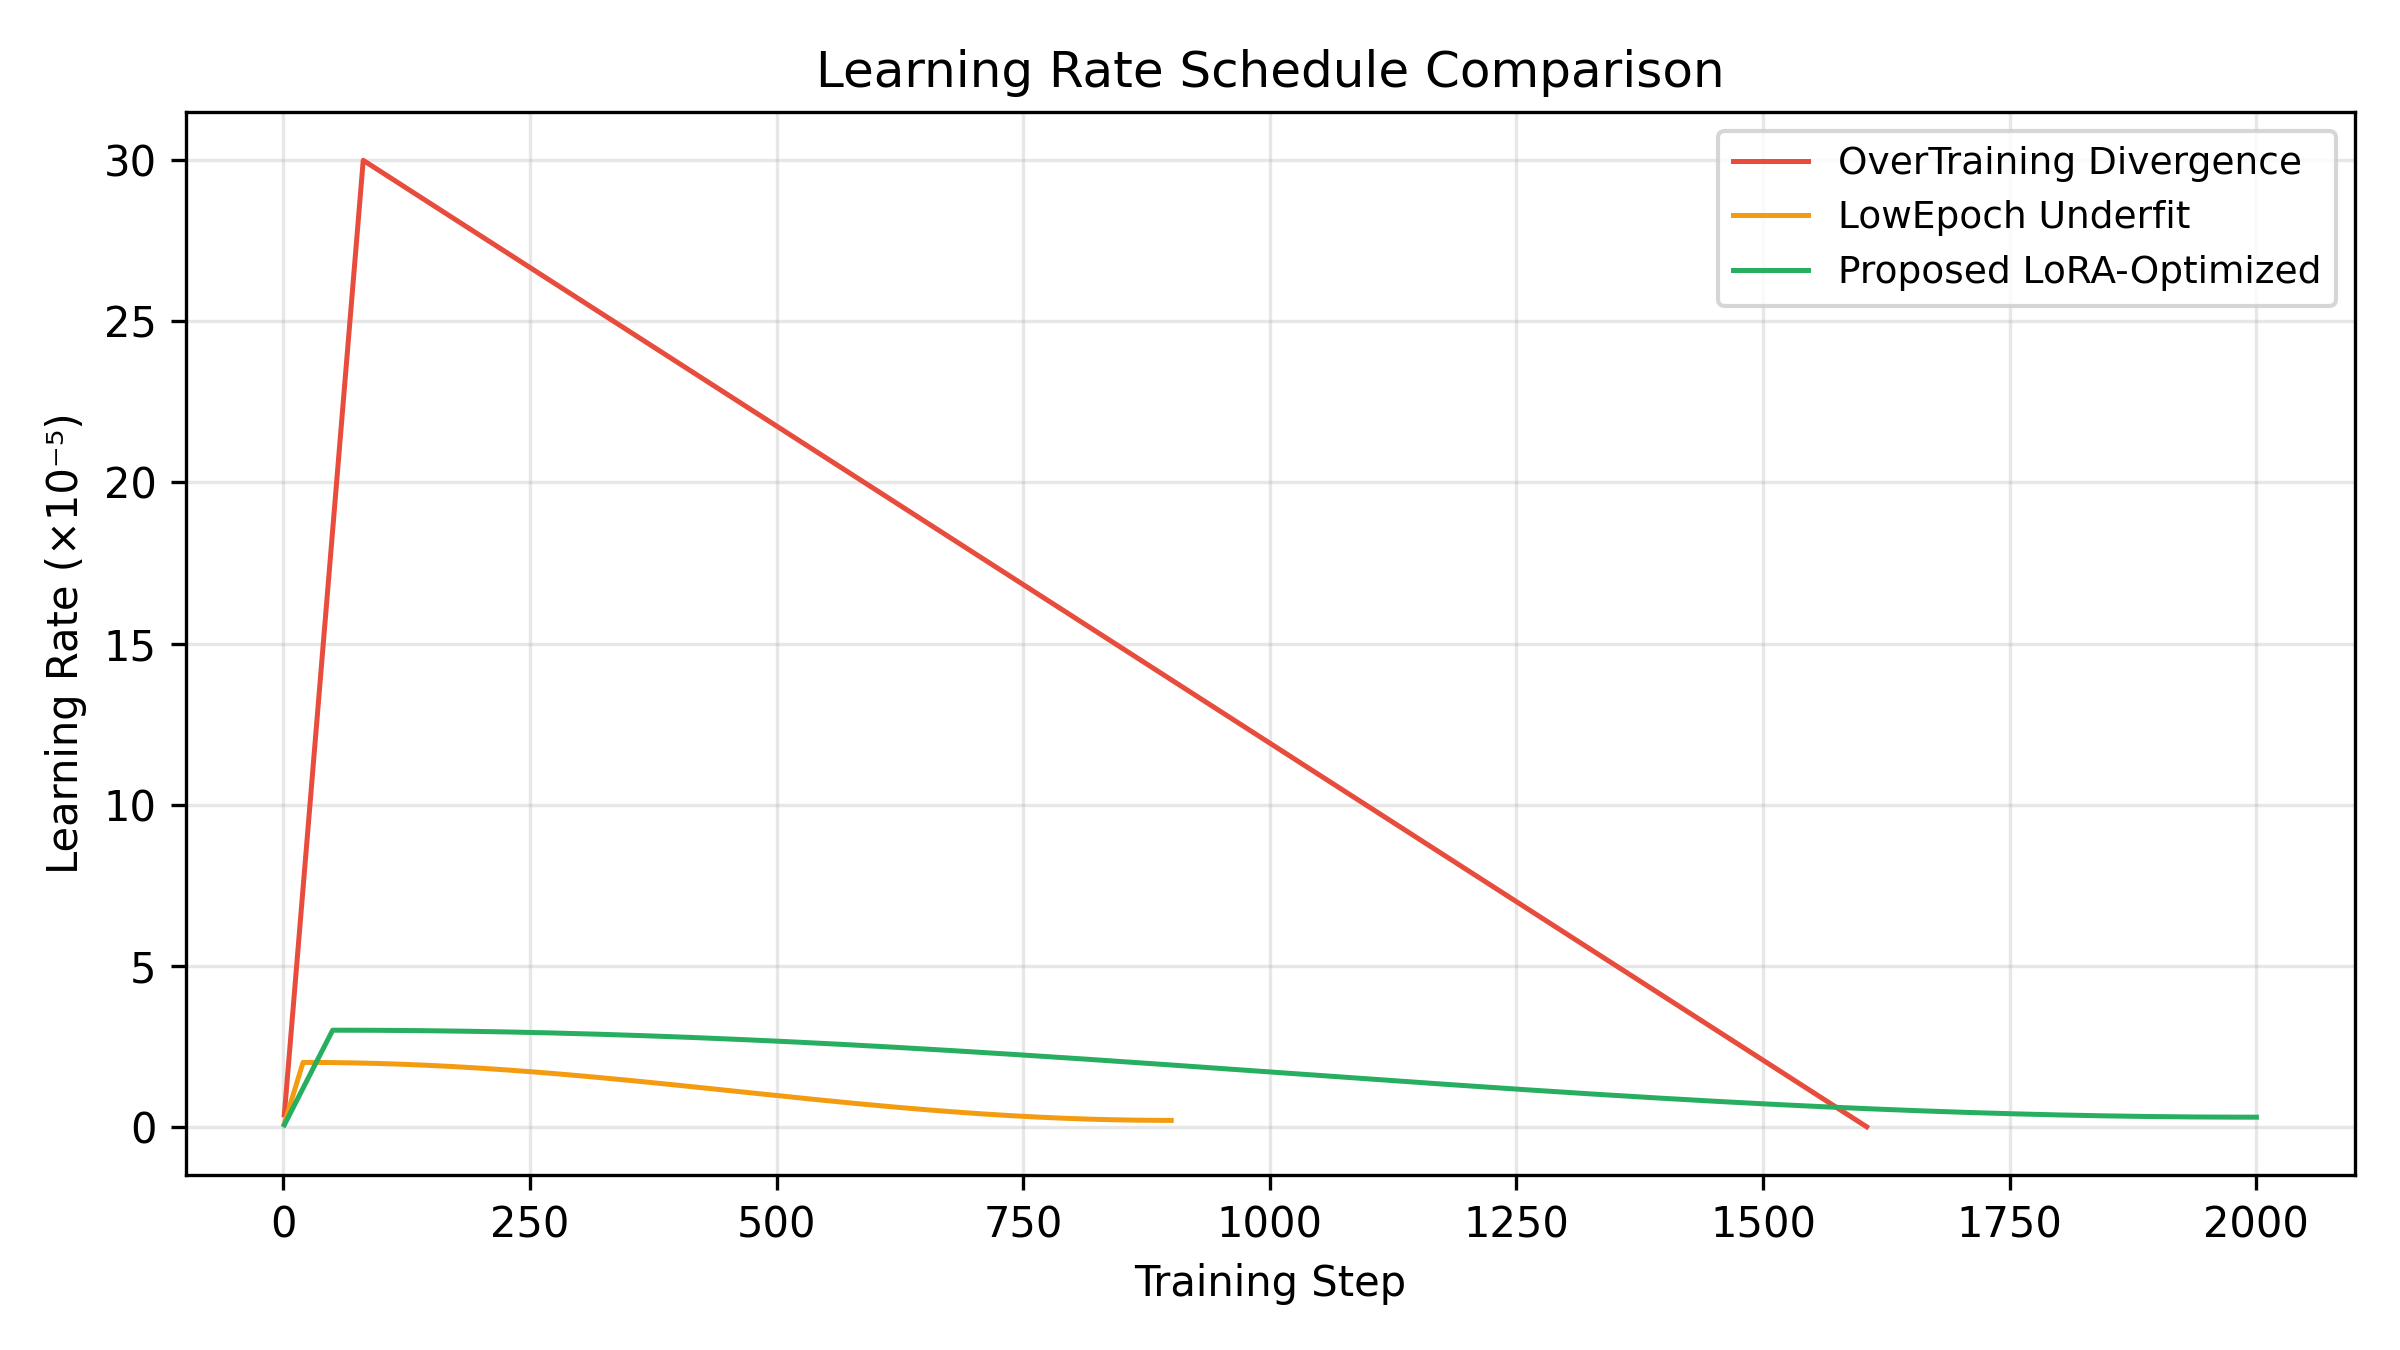 Learning Rate Schedule Comparison
OverTraining Divergence
LowEpoch Underfit
Proposed LoRA-Optimized
Learning Rate (×10⁻⁵)
30
25
20
15
10
5
0
0 250 500 750 1000 1250 1500 1750 2000
Training Step